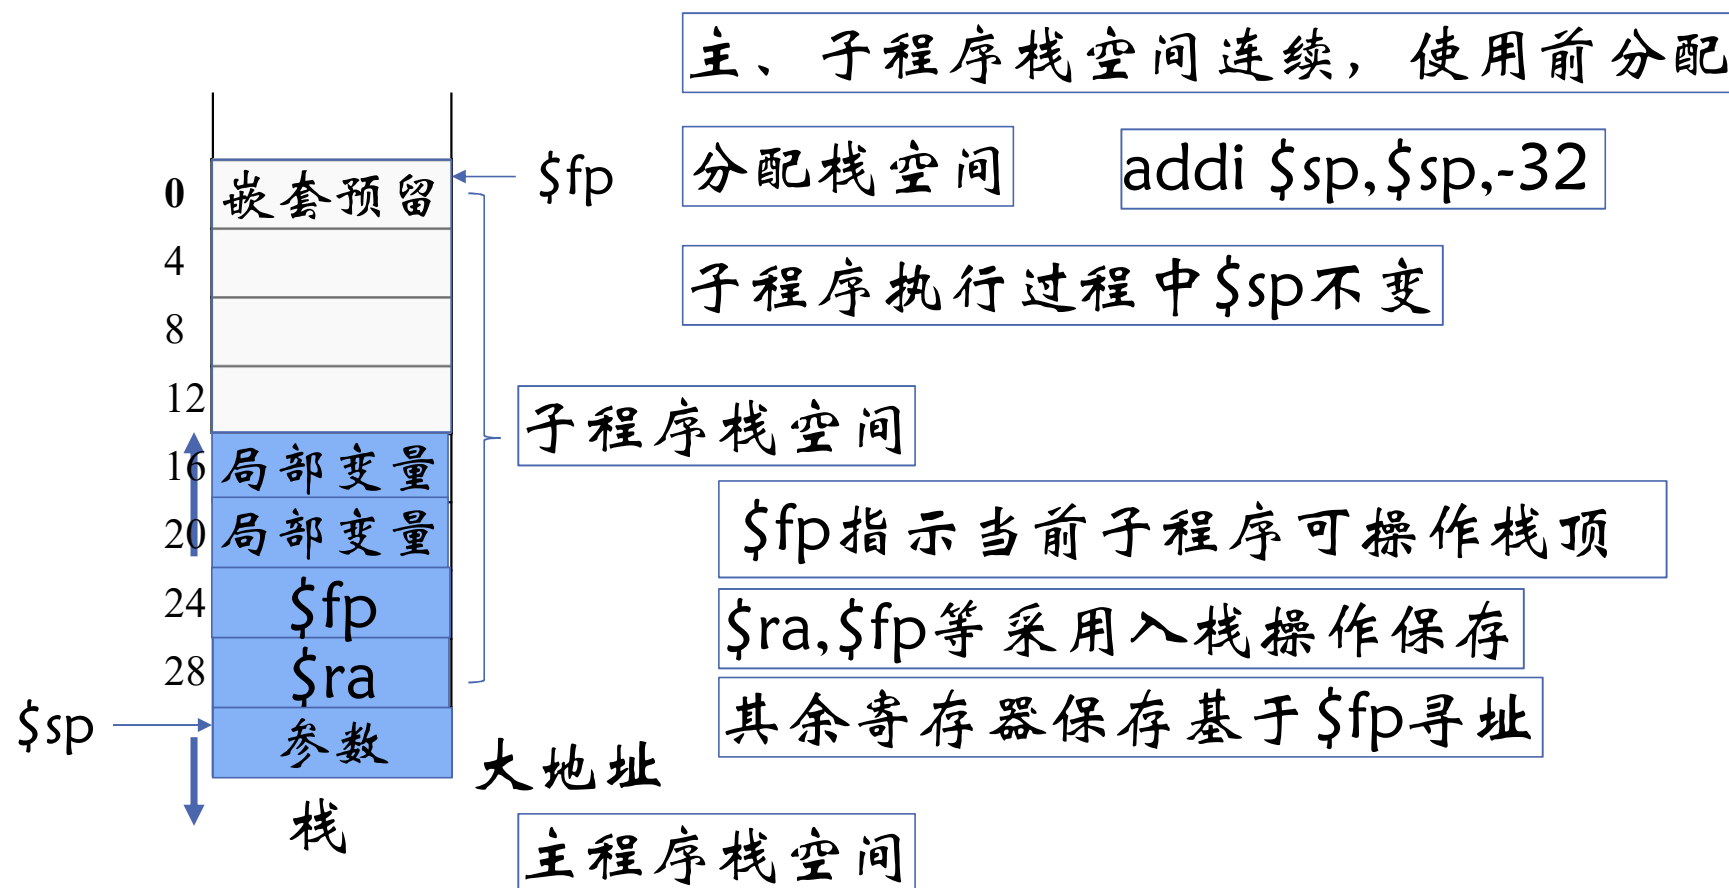 主、子程序栈空间连续，使用前分配
$fp
分配栈空间
addi $sp,$sp,-32
0
嵌套预留
4
子程序执行过程中$sp不变
8
12
子程序栈空间
16
局部变量
20
局部变量
$fp指示当前子程序可操作栈顶
24
$fp
$ra,$fp等采用入栈操作保存
28
$ra
其余寄存器保存基于$fp寻址
$sp
参数
大地址
栈
主程序栈空间